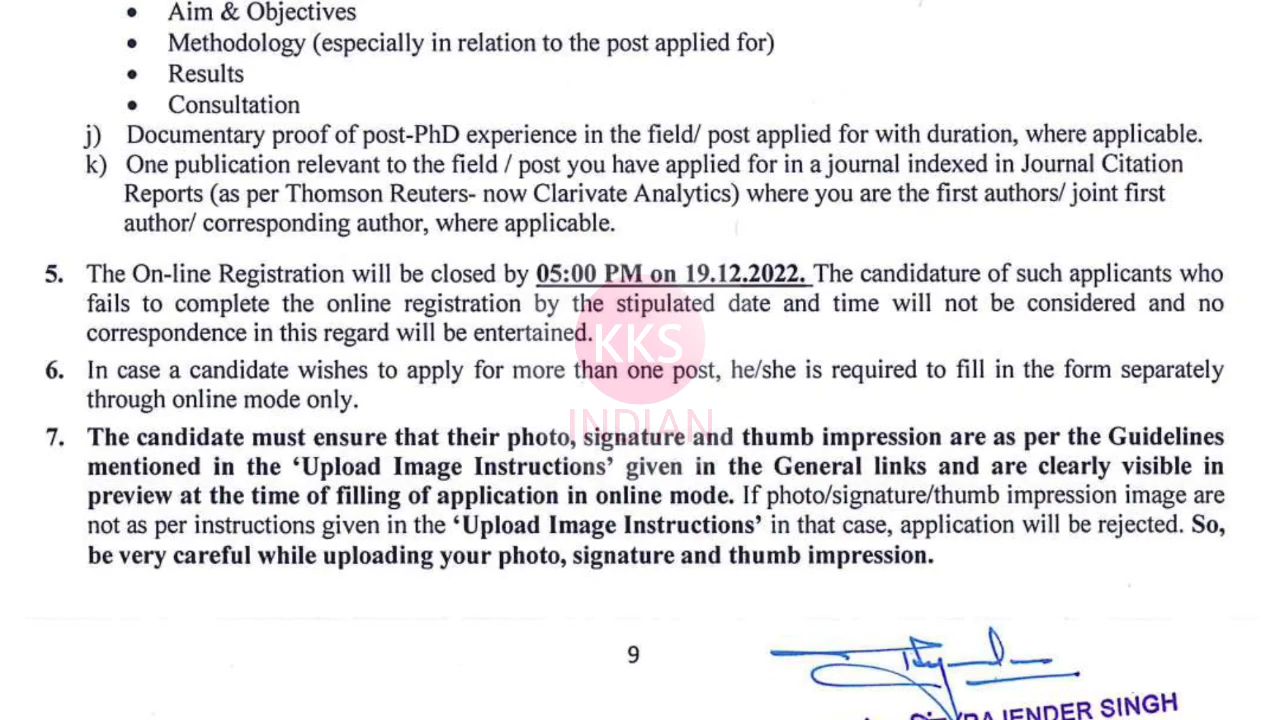 • Aim & Objectives
• Methodology (especially in relation to the post applied for)
• Results
• Consultation
j) Documentary proof of post-PhD experience in the field/ post applied for with duration, where applicable.
k) One publication relevant to the field / post you have applied for in a journal indexed in Journal Citation
Reports (as per Thomson Reuters- now Clarivate Analytics) where you are the first authors/ joint first
author/ corresponding author, where applicable.
5. The On-line Registration will be closed by 05:00 PM on 19.12.2022. The candidature of such applicants who
fails to complete the online registration by the stipulated date and time will not be considered and no
correspondence in this regard will be entertained.
KKS
6. In case a candidate wishes to apply for more than one post, he/she is required to fill in the form separately
through online mode only.
INDIAN
7. The candidate must ensure that their photo, signature and thumb impression are as per the Guidelines
mentioned in the ‘Upload Image Instructions’ given in the General links and are clearly visible in
preview at the time of filling of application in online mode. If photo/signature/thumb impression image are
not as per instructions given in the ‘Upload Image Instructions’ in that case, application will be rejected. So,
be very careful while uploading your photo, signature and thumb impression.
9
RAJENDER SINGH